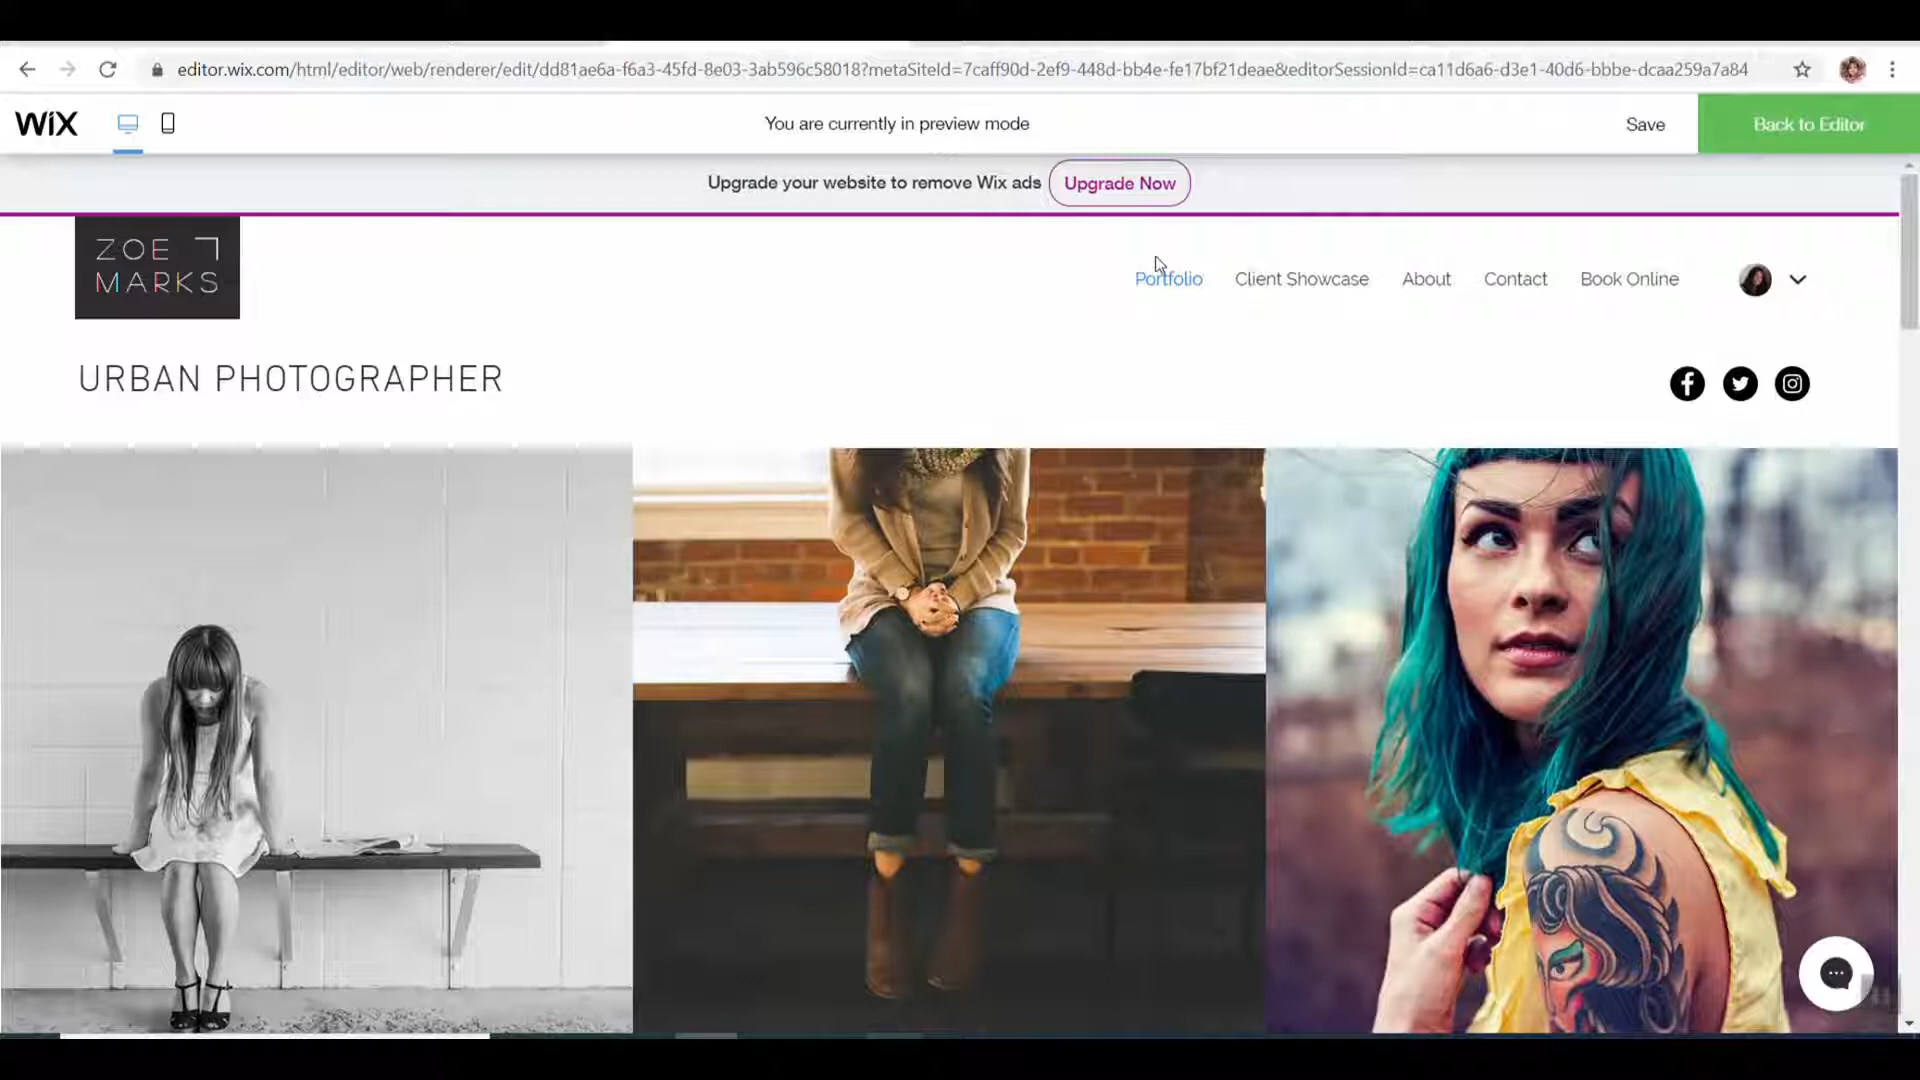 editor.wix.com/html/editor/web/renderer/edit/dd81ae6a-f6a3-45fd-8e03-3ab596c58018?metaSiteId=7caff90d-2ef9-448d-bb4e-fe17bf21deae&editorSessionId=ca11d6a6-d3e1-40d6-bbbe-dcaa259a7a84
WiX
You are currently in preview mode
Save
Back to Editor
Upgrade your website to remove Wix ads
Upgrade Now
ZOE
MARKS
Portfolio
Client Showcase
About
Contact
Book Online
URBAN PHOTOGRAPHER